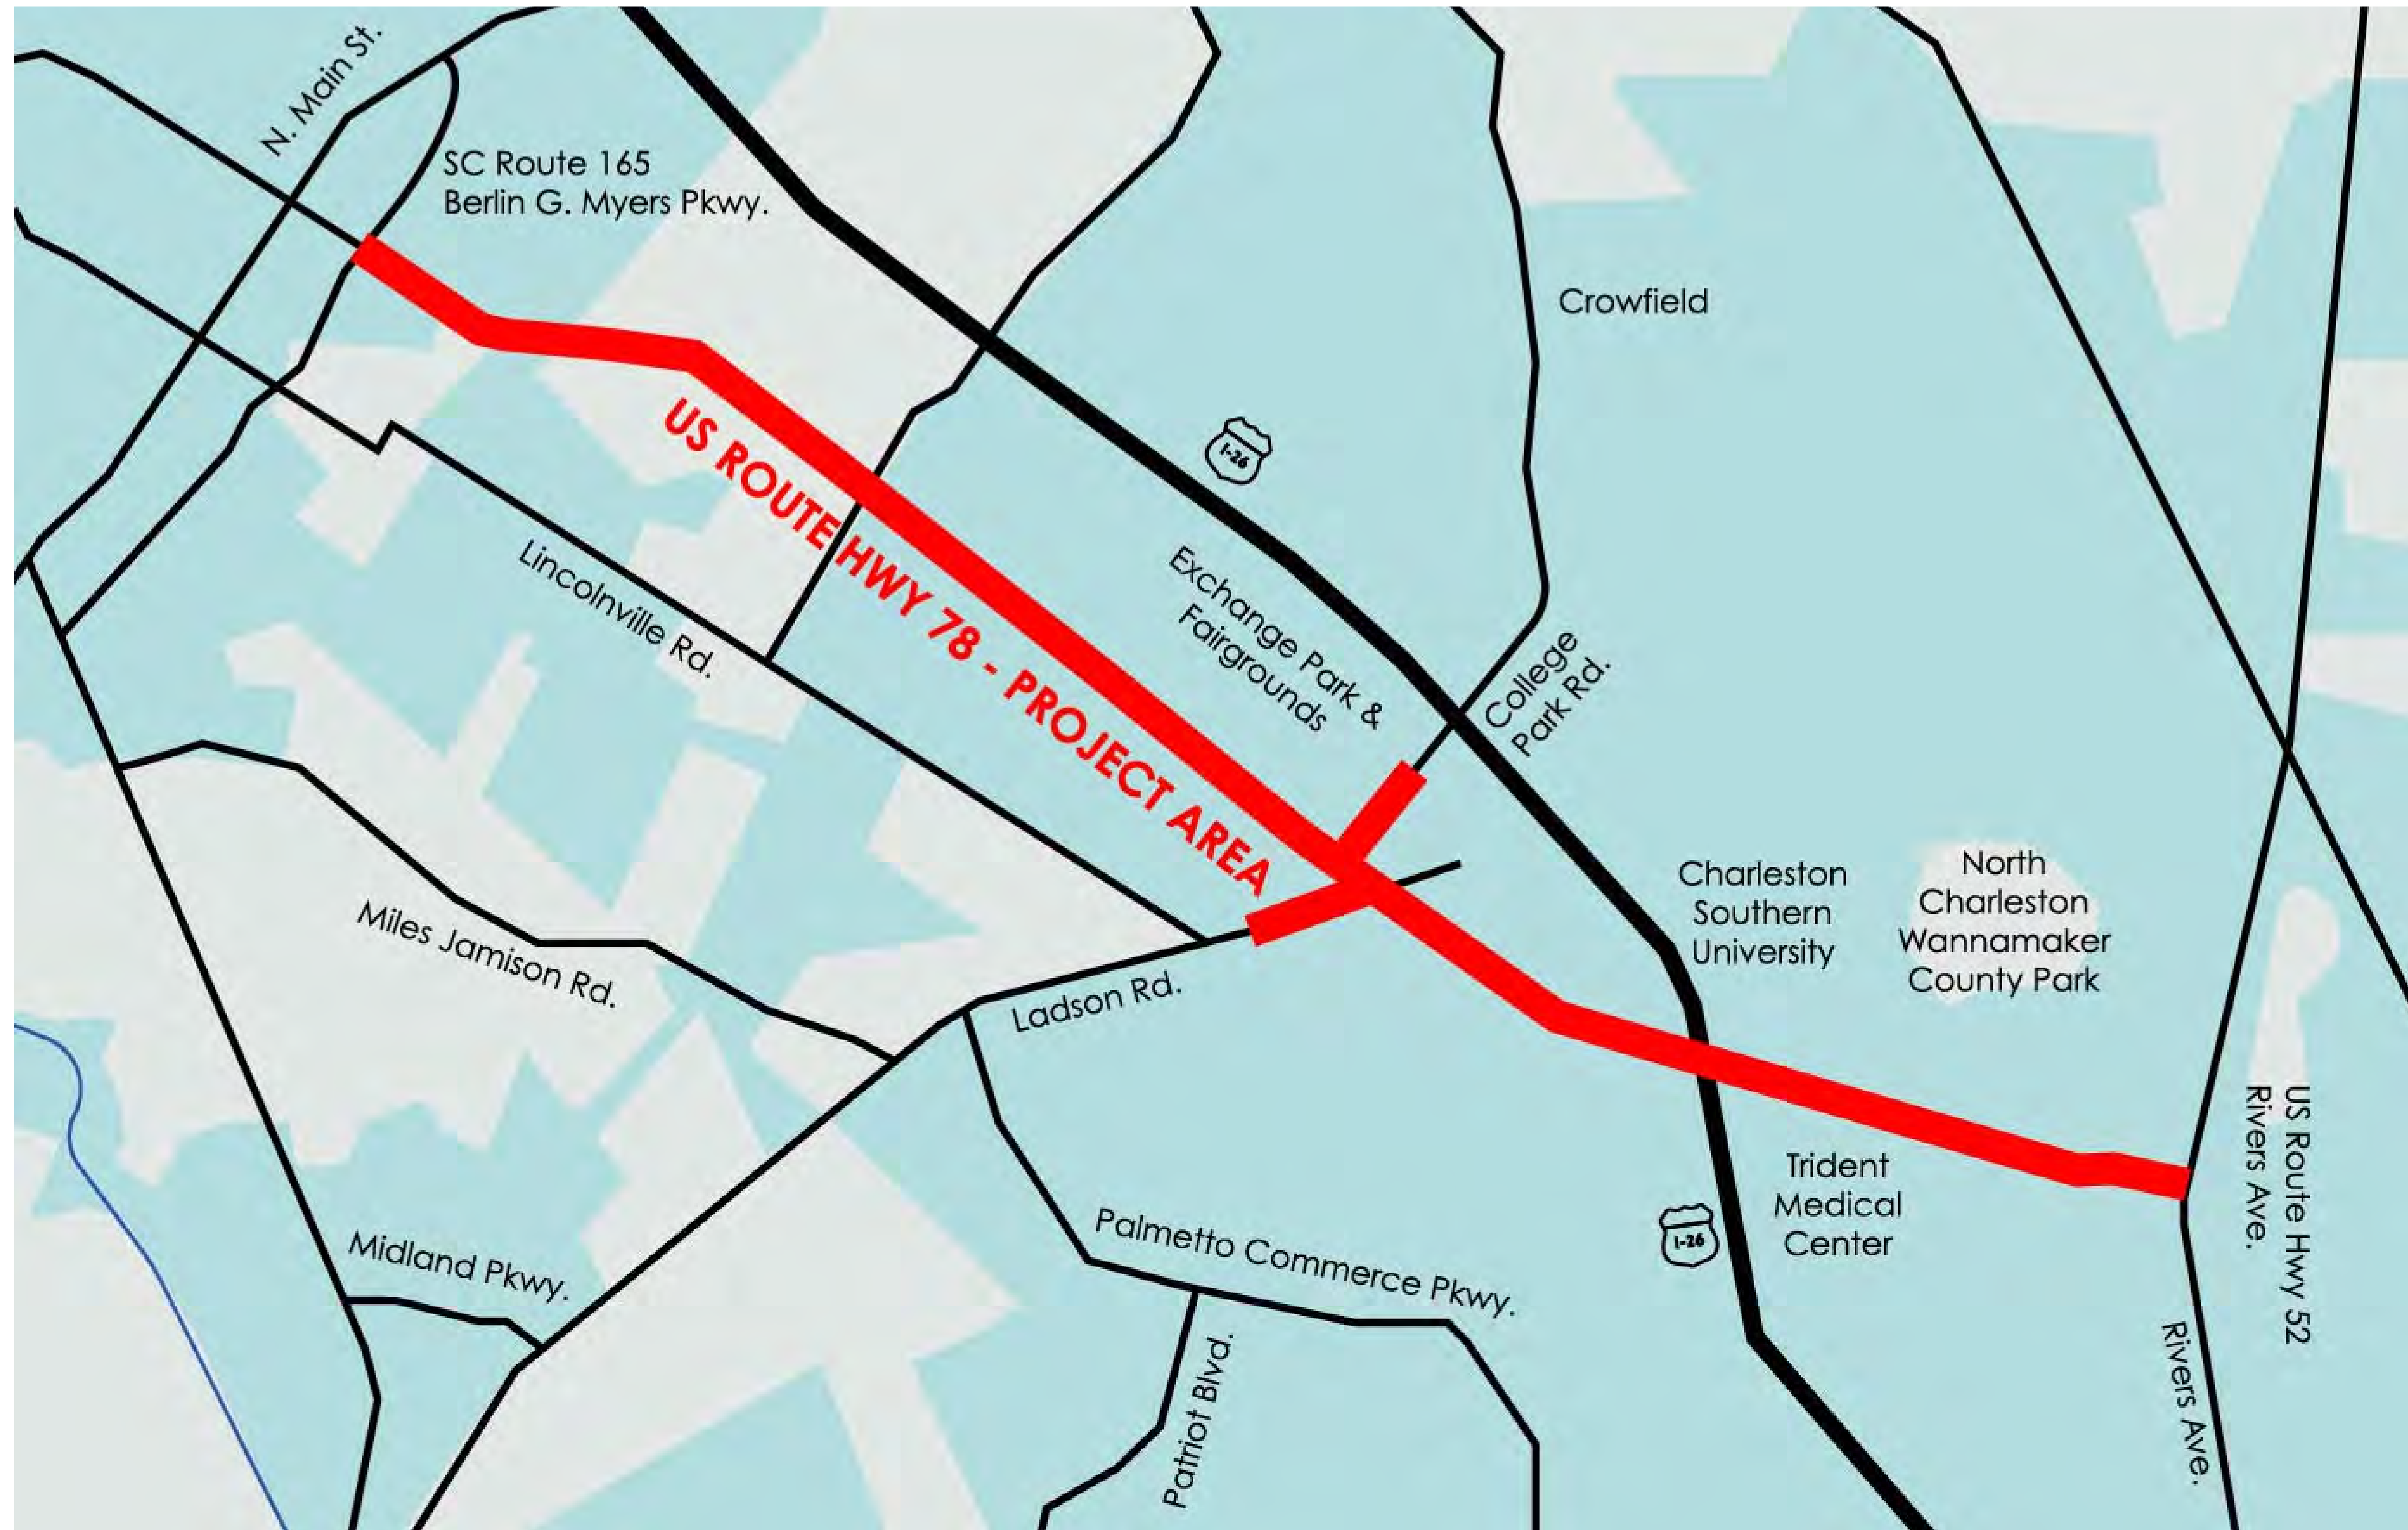 N. Main St.
SC Route 165
Berlin G. Myers Pkwy.
Crowfield
I-26
US ROUTE HWY 78 - PROJECT AREA
Exchange Park &
Fairgrounds
Lincolnville Rd.
College
Park Rd.
Charleston
Southern
University
North
Charleston
Wannamaker
County Park
Miles Jamison Rd.
Ladson Rd.
US Route Hwy 52
Rivers Ave.
Trident
Medical
Center
I-26
Palmetto Commerce Pkwy.
Midland Pkwy.
Patriot Blvd.
Rivers Ave.